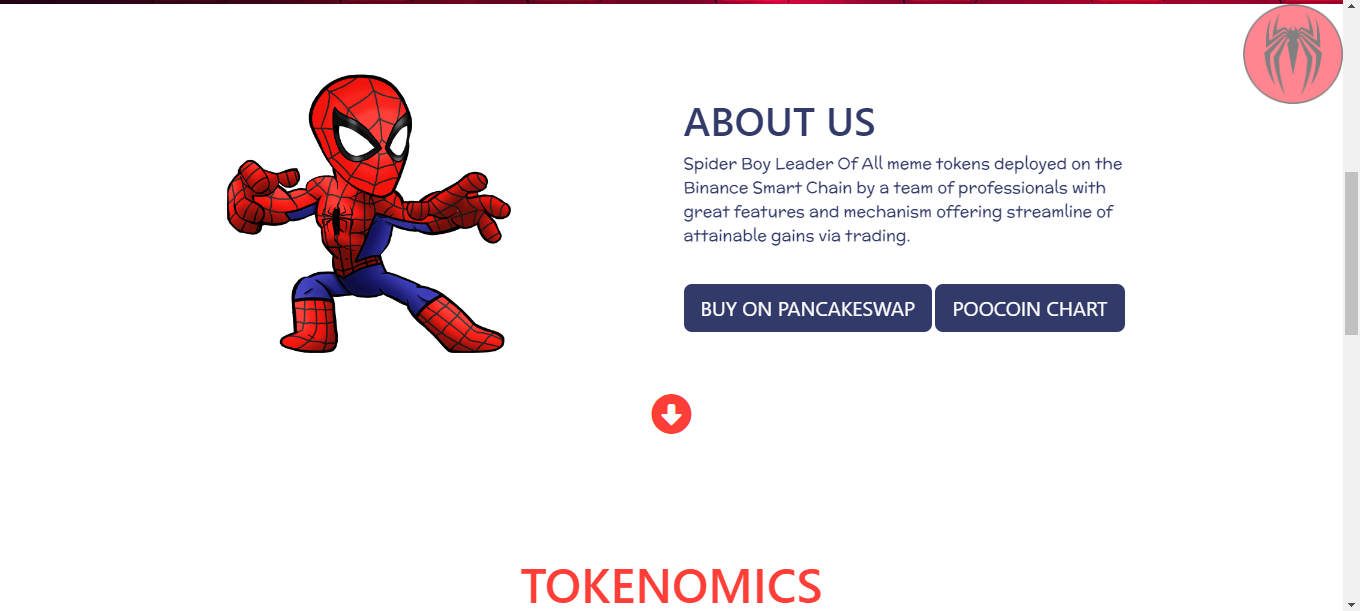 ABOUT US
Spider Boy Leader Of All meme tokens deployed on the
Binance Smart Chain by a team of professionals with
great features and mechanism offering streamline of
attainable gains via trading.
BUY ON PANCAKESWAP
POOCOIN CHART
TOKENOMICS